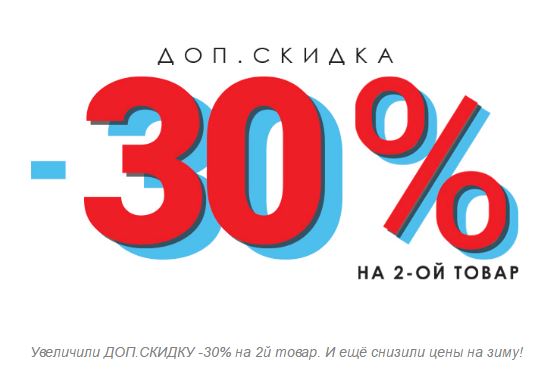 ДОП.СКИДКА
-30%
НА 2-ОЙ ТОВАР
Увеличили ДОП.СКИДКУ -30% на 2й товар. И ещё снизили цены на зиму!